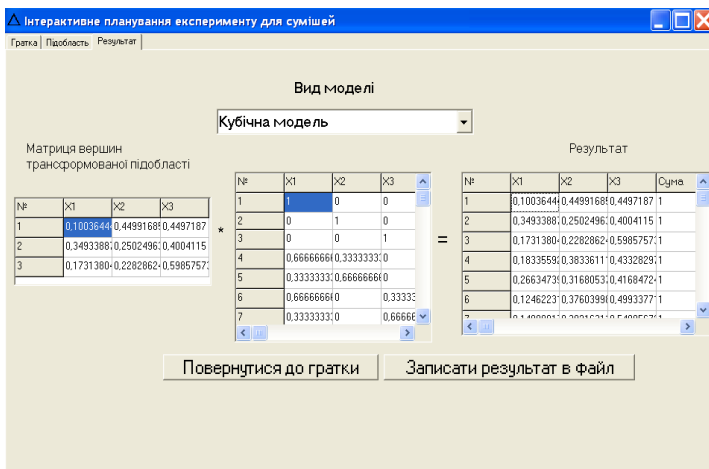 Інтерактивне планування експерименту для сумішей
Гратка Підобласть Результат
Вид моделі
Кубічна модель
Матриця вершин
трансформованої підобласті
Результат
№ X1 X2 X3
1 0,1003644 0,4499168 0,4497187
2 0,3493388 0,2502496 0,4004115
3 0,1731380 0,2282862 0,5985757
*
№ X1 X2 X3
1 1 0 0
2 0 1 0
3 0 0 1
4 0,6666666 0,3333333 0
5 0,3333333 0,6666666 0
6 0,6666666 0 0,33333
7 0,3333333 0 0,66666
=
№ X1 X2 X3 Сума
1 0,1003644 0,4499168 0,4497187 1
2 0,3493388 0,2502496 0,4004115 1
3 0,1731380 0,2282862 0,5985757 1
4 0,1833559 0,3833611 0,4332829 1
5 0,2663473 0,3168053 0,4168472 1
6 0,1246223 0,3760399 0,4993377 1
Повернутися до гратки Записати результат в файл